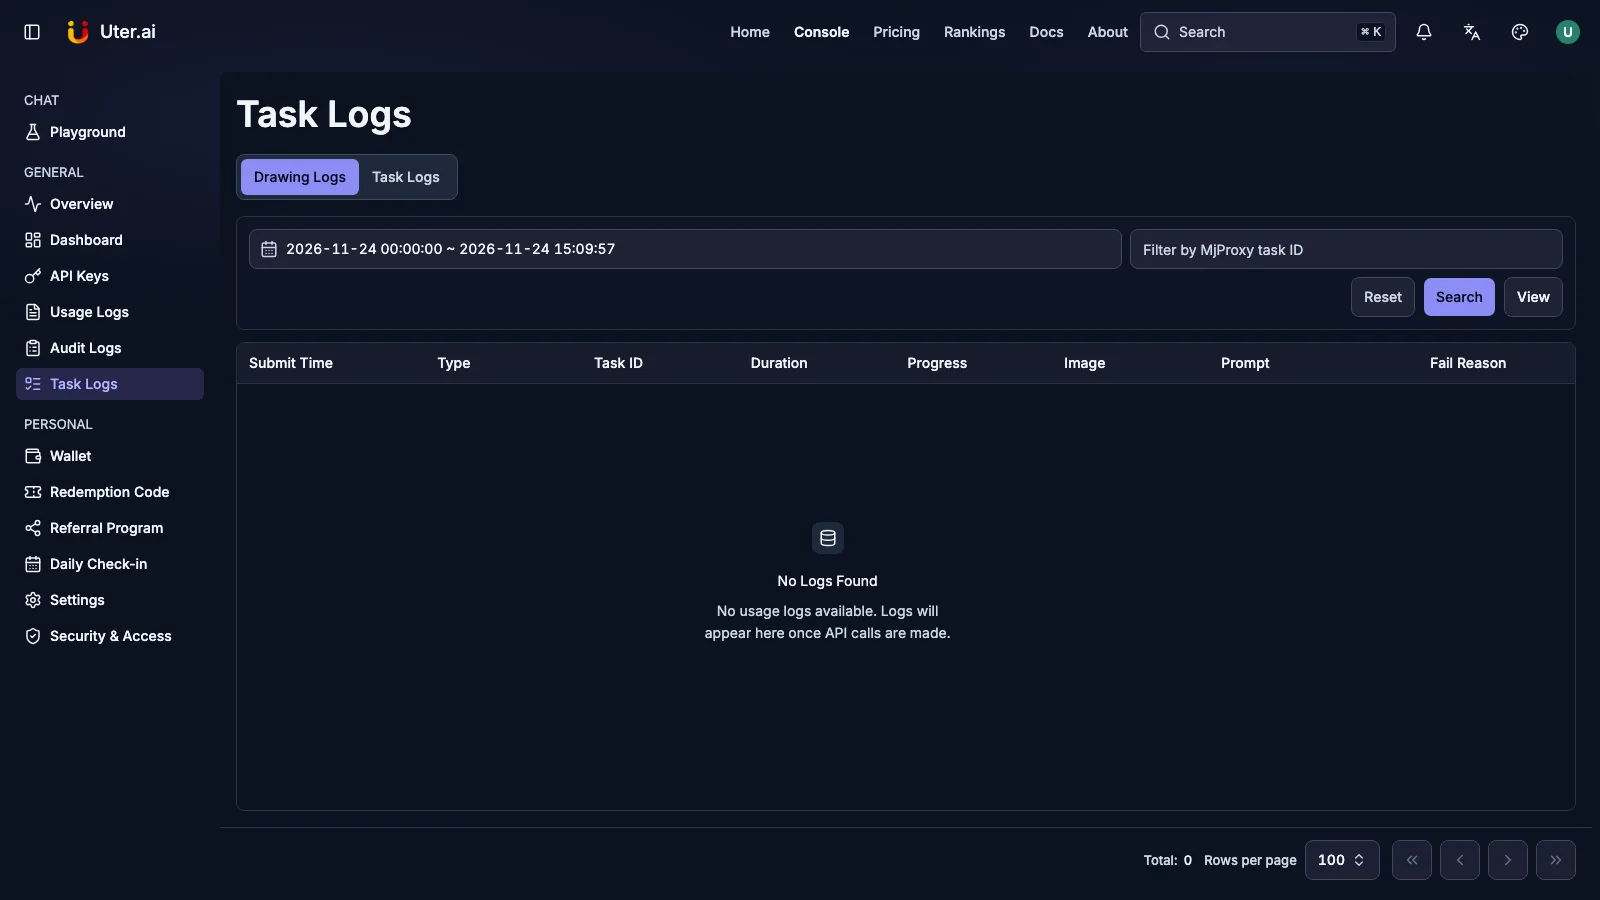 Uter.ai
Home
Console
Pricing
Rankings
Docs
About
Search
⌘ K
U
CHAT
Playground
GENERAL
Overview
Dashboard
API Keys
Usage Logs
Audit Logs
Task Logs
PERSONAL
Wallet
Redemption Code
Referral Program
Daily Check-in
Settings
Security & Access
Task Logs
Drawing Logs
Task Logs
2026-11-24 00:00:00 ~ 2026-11-24 15:09:57
Filter by MjProxy task ID
Reset
Search
View
Submit Time
Type
Task ID
Duration
Progress
Image
Prompt
Fail Reason
No Logs Found
No usage logs available. Logs will
appear here once API calls are made.
Total: 0
Rows per page
100